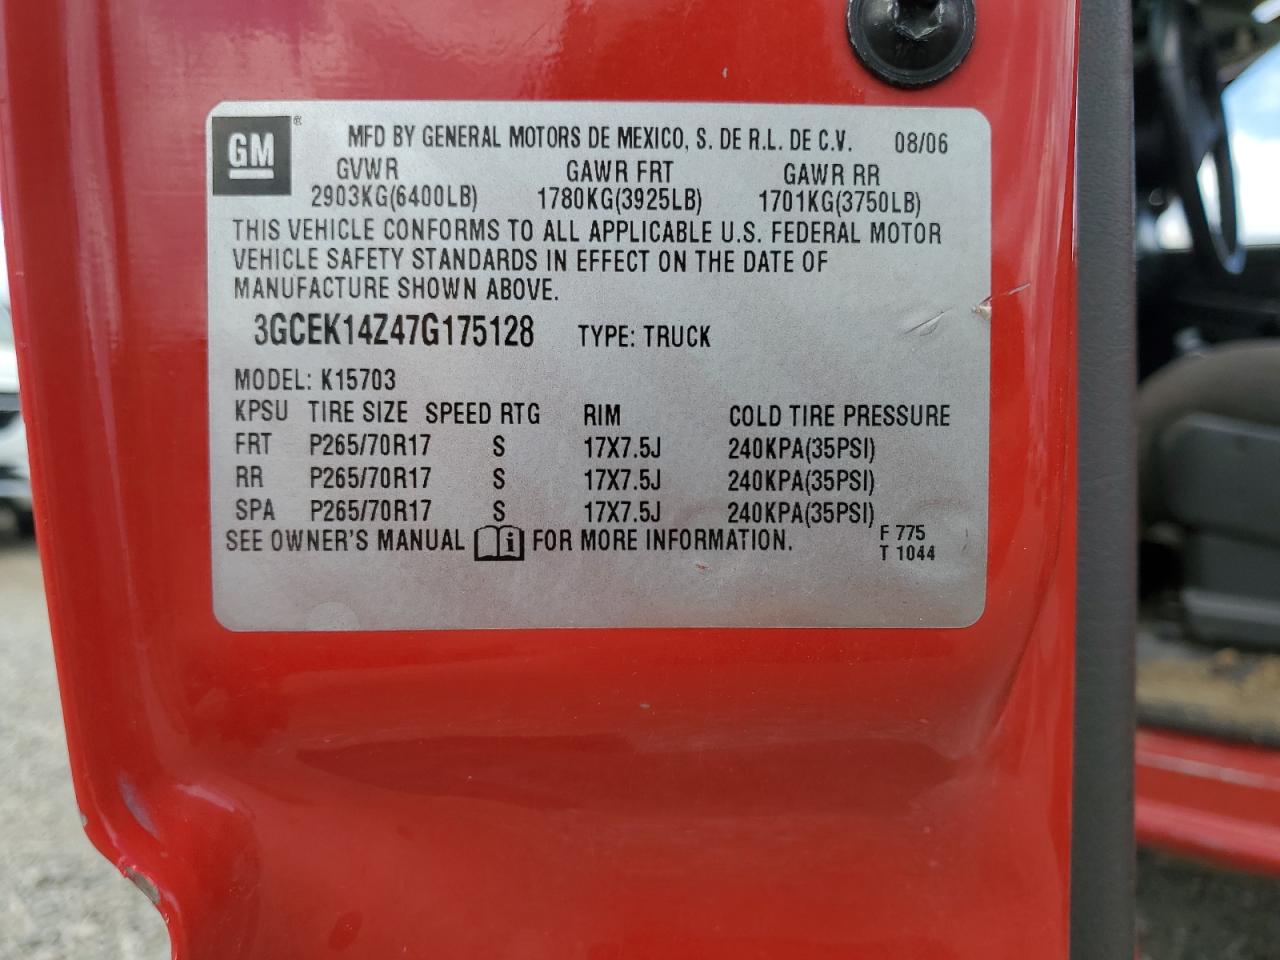 GM ® MFD BY GENERAL MOTORS DE MEXICO, S. DE R.L. DE C.V. 08/06
GVWR GAWR FRT GAWR RR
2903KG(6400LB) 1780KG(3925LB) 1701KG(3750LB)
THIS VEHICLE CONFORMS TO ALL APPLICABLE U.S. FEDERAL MOTOR
VEHICLE SAFETY STANDARDS IN EFFECT ON THE DATE OF
MANUFACTURE SHOWN ABOVE.
3GCEK14Z47G175128 TYPE: TRUCK
MODEL: K15703
KPSU TIRE SIZE SPEED RTG RIM COLD TIRE PRESSURE
FRT P265/70R17 S 17X7.5J 240KPA(35PSI)
RR P265/70R17 S 17X7.5J 240KPA(35PSI)
SPA P265/70R17 S 17X7.5J 240KPA(35PSI)
SEE OWNER'S MANUAL i FOR MORE INFORMATION. F 775
T 1044